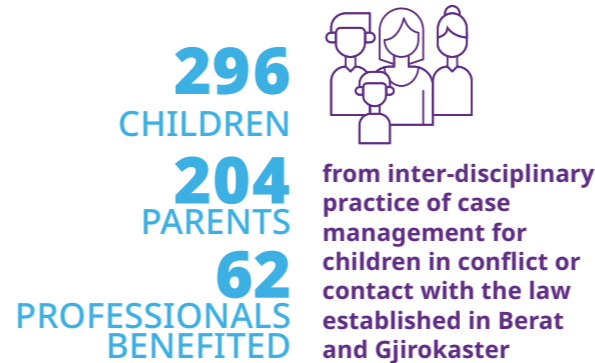 296
CHILDREN
204
PARENTS
62
PROFESSIONALS
BENEFITED
from inter-disciplinary
practice of case
management for
children in conflict or
contact with the law
established in Berat
and Gjirokaster